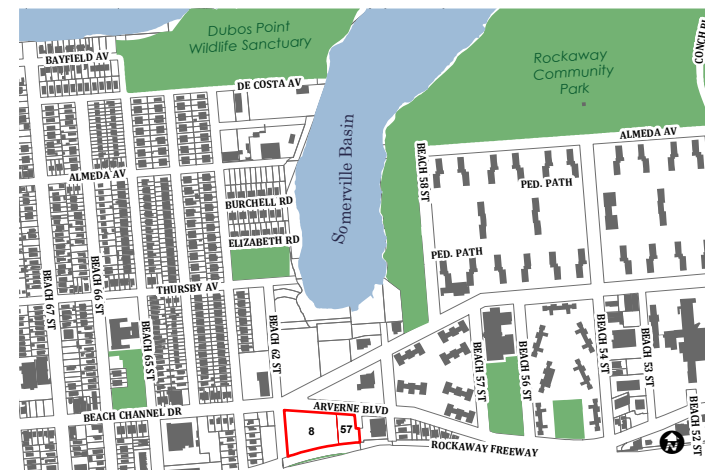 Dubos Point
Wildlife Sanctuary
BAYFIELD AV
DE COSTA AV
Rockaway
Community
Park
CONCH PL
ALMEDA AV
ALMEDA AV
BEACH 58 ST
PED. PATH
BURCHELL RD
ELIZABETH RD
Somerville Basin
PED. PATH
THURSBY AV
BEACH 67 ST
BEACH 66 ST
BEACH 65 ST
BEACH 62 ST
BEACH 57 ST
BEACH 56 ST
BEACH 54 ST
BEACH 53 ST
BEACH 52 ST
BEACH CHANNEL DR
ARVERNE BLVD
8
57
ROCKAWAY FREEWAY
N